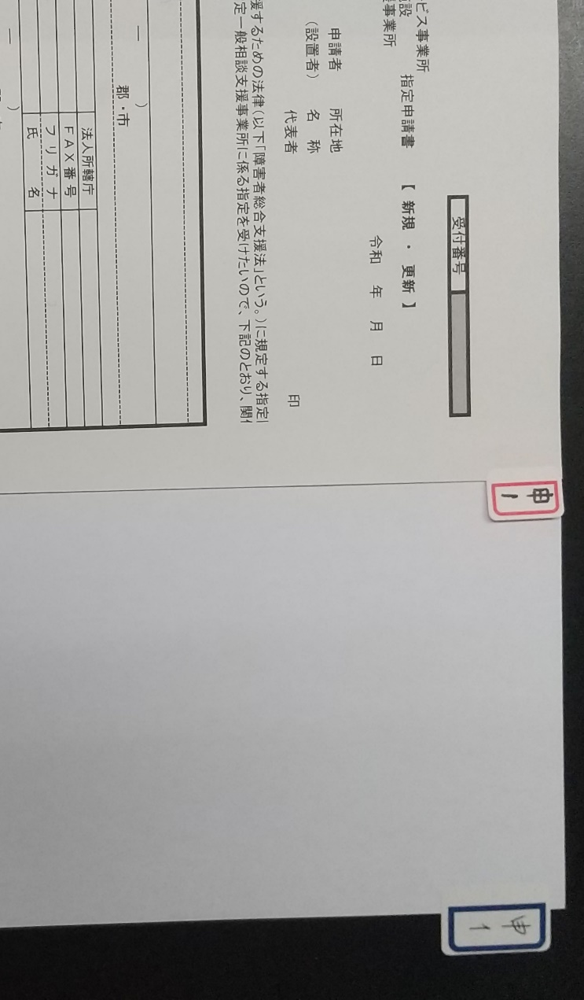 受付番号
ビス事業所
設 指定申請書 【 新規 ・ 更新 】
事業所
令和 年 月 日
申請者 所在地
（設置者） 名 称
代表者 印
援するための法律（以下「障害者総合支援法」という。）に規定する指定
定一般相談支援事業所に係る指定を受けたいので、下記のとおり、関
－ ）
郡・市
法人所轄庁
ＦＡＸ番号
フリガナ
氏 名
－ ）
申1
申1